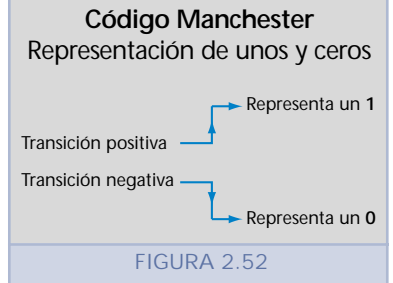 Código Manchester
Representación de unos y ceros
Representa un 1
Transición positiva
Transición negativa
Representa un 0
FIGURA 2.52